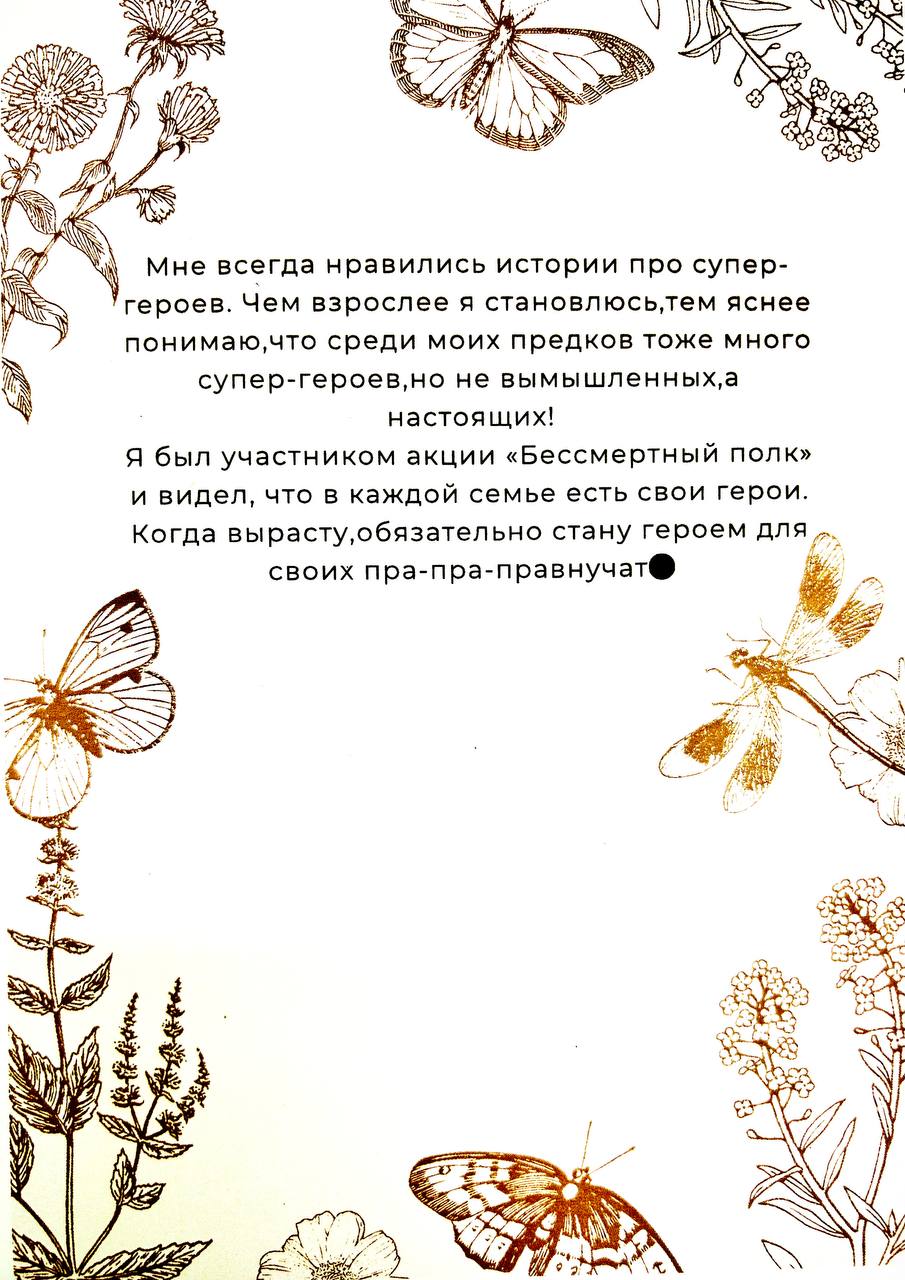 Мне всегда нравились истории про супер-
героев. Чем взрослее я становлюсь,тем яснее
понимаю,что среди моих предков тоже много
супер-героев,но не вымышленных,а
настоящих!
Я был участником акции «Бессмертный полк»
и видел, что в каждой семье есть свои герои.
Когда вырасту,обязательно стану героем для
своих пра-пра-правнучат